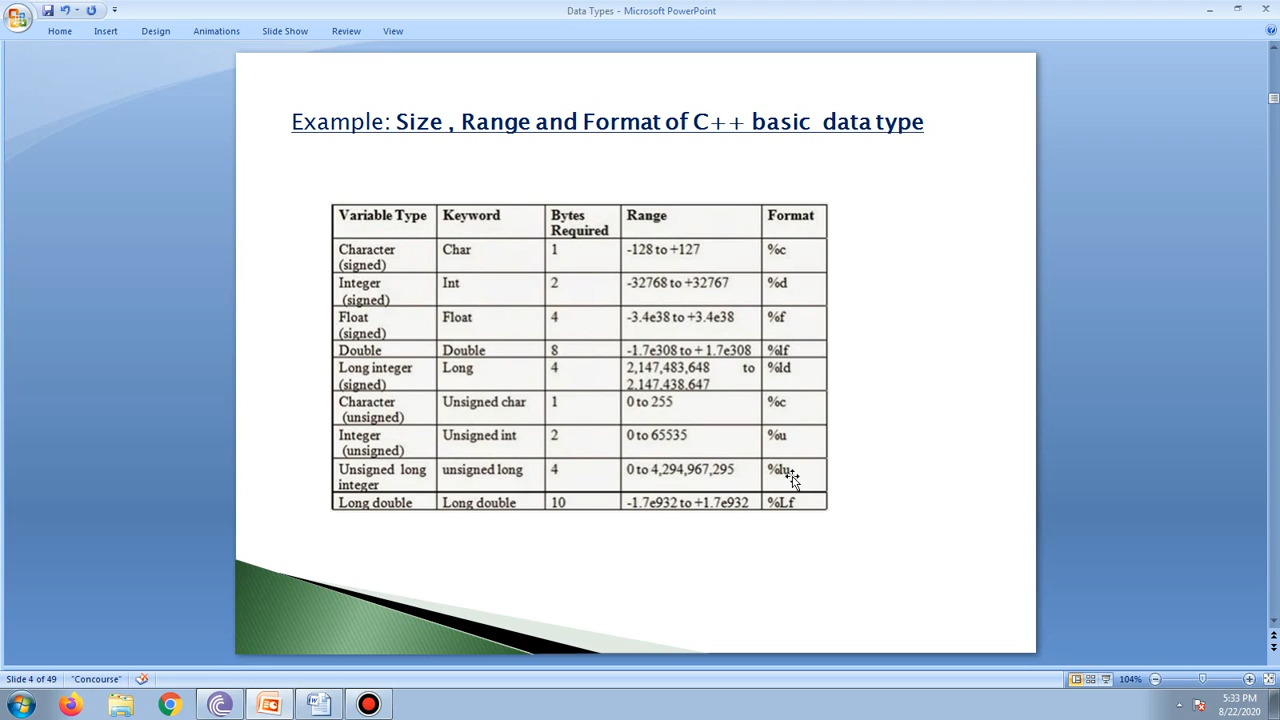 Data Types - Microsoft PowerPoint
Home Insert Design Animations Slide Show Review View
Example: Size , Range and Format of C++ basic data type
Variable Type Keyword Bytes Required Range Format
Character (signed) Char 1 -128 to +127 %c
Integer (signed) Int 2 -32768 to +32767 %d
Float (signed) Float 4 -3.4e38 to +3.4e38 %f
Double Double 8 -1.7e308 to + 1.7e308 %lf
Long integer (signed) Long 4 2,147,483,648 to 2,147,438,647 %ld
Character (unsigned) Unsigned char 1 0 to 255 %c
Integer (unsigned) Unsigned int 2 0 to 65535 %u
Unsigned long integer unsigned long 4 0 to 4,294,967,295 %lu
Long double Long double 10 -1.7e932 to +1.7e932 %Lf
Slide 4 of 49 "Concourse" 104%
5:33 PM
8/22/2020